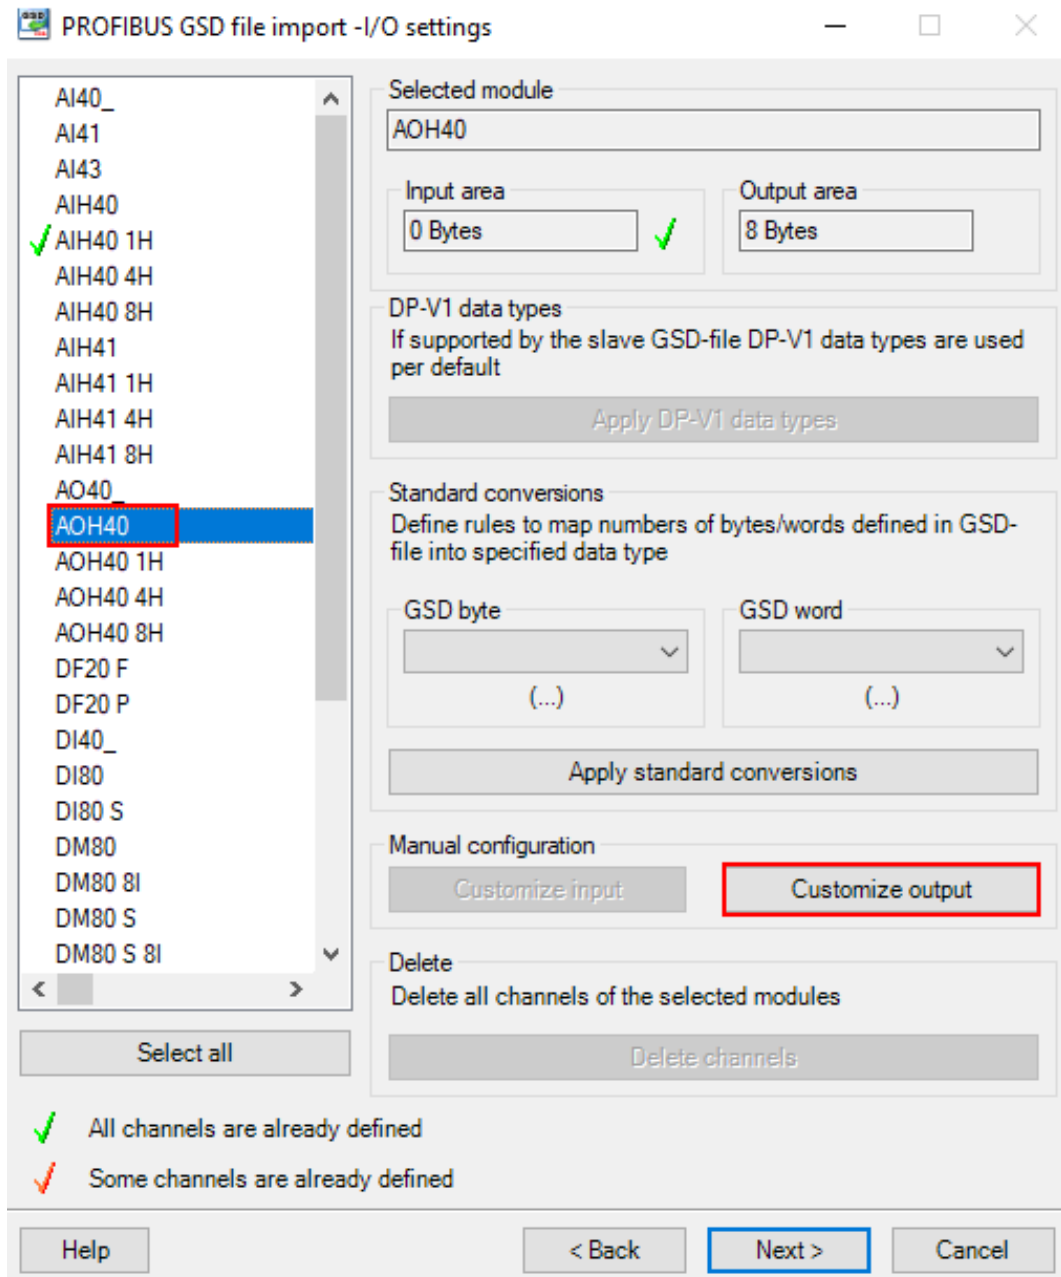 PROFIBUS GSD file import -I/O settings
AI40_
AI41
AI43
AIH40
AIH40 1H
AIH40 4H
AIH40 8H
AIH41
AIH41 1H
AIH41 4H
AIH41 8H
AO40_
AOH40
AOH40 1H
AOH40 4H
AOH40 8H
DF20 F
DF20 P
DI40_
DI80
DI80 S
DM80
DM80 8I
DM80 S
DM80 S 8I
Select all
Selected module
AOH40
Input area
0 Bytes
Output area
8 Bytes
DP-V1 data types
If supported by the slave GSD-file DP-V1 data types are used
per default
Apply DP-V1 data types
Standard conversions
Define rules to map numbers of bytes/words defined in GSD-
file into specified data type
GSD byte
(...)
GSD word
(...)
Apply standard conversions
Manual configuration
Customize input
Customize output
Delete
Delete all channels of the selected modules
Delete channels
All channels are already defined
Some channels are already defined
Help
< Back
Next >
Cancel